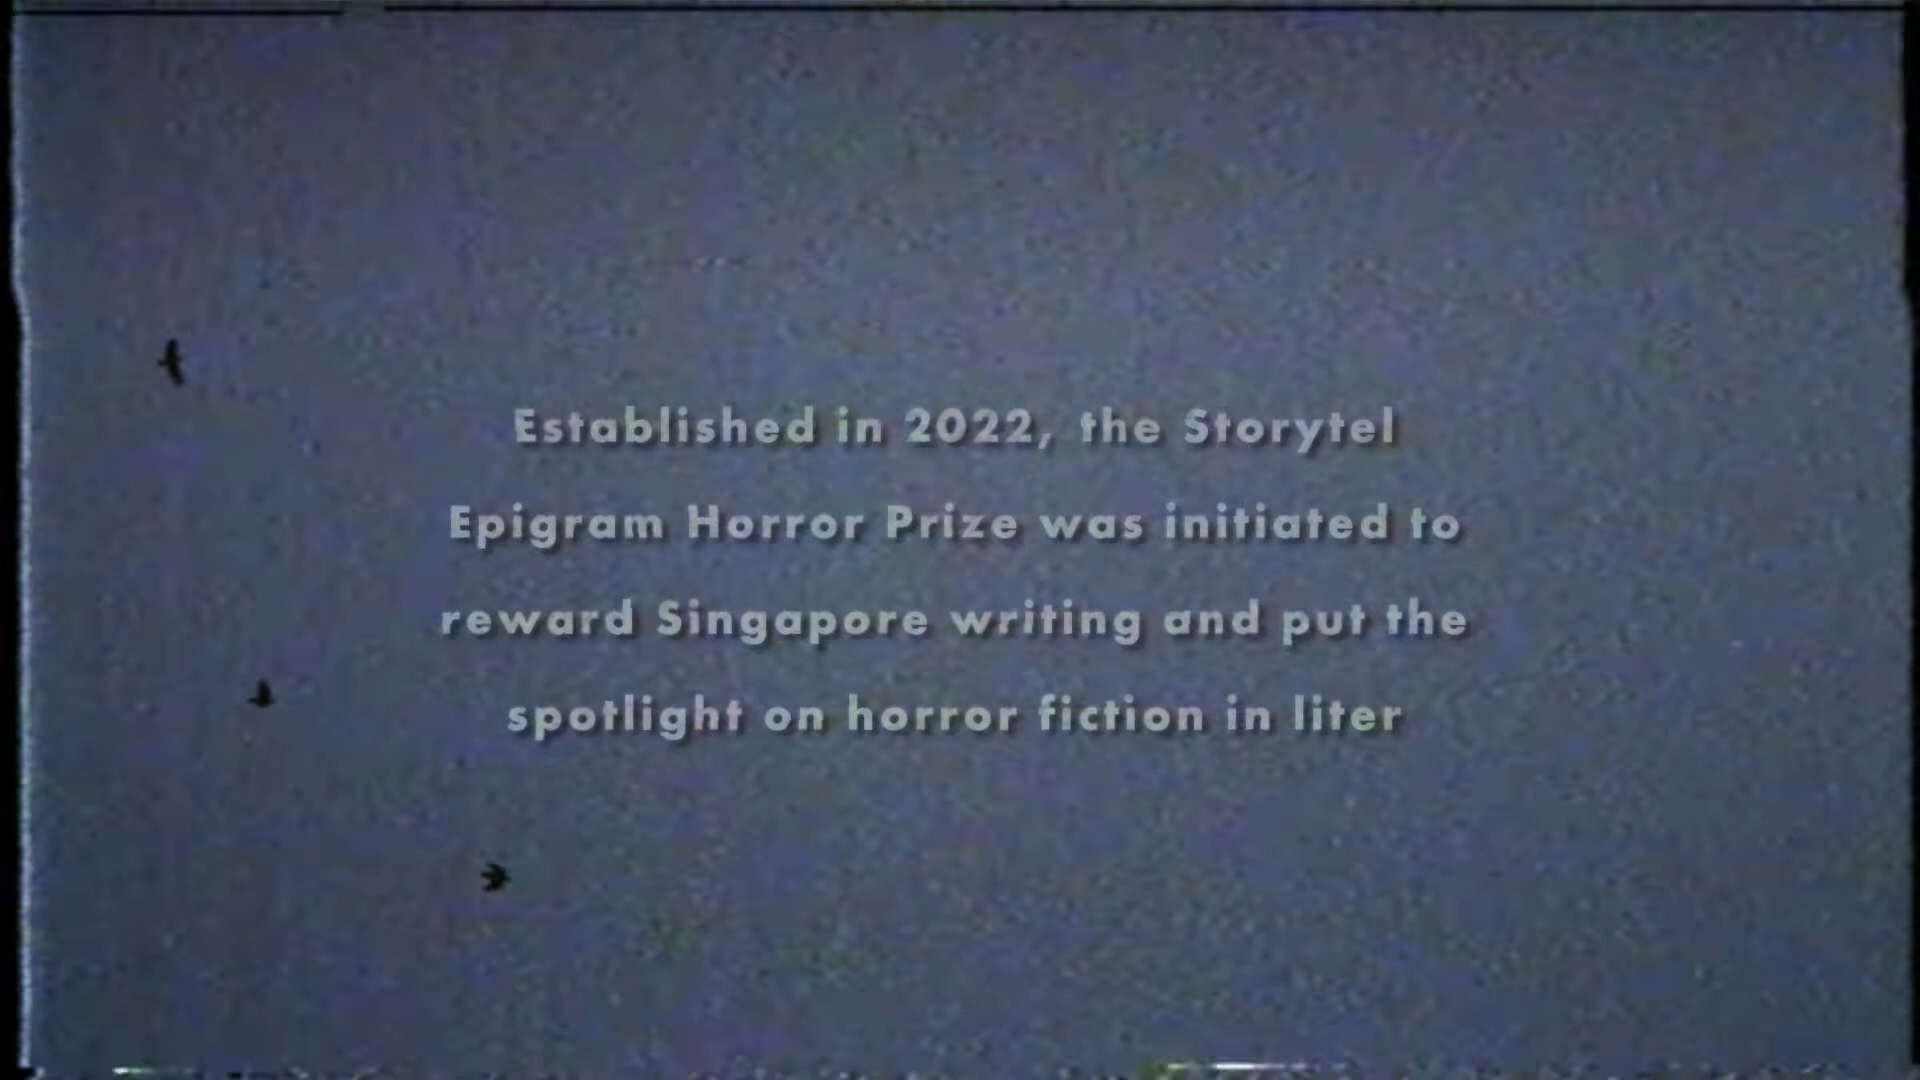 Established in 2022, the Storytel
Epigram Horror Prize was initiated to
reward Singapore writing and put the
spotlight on horror fiction in liter